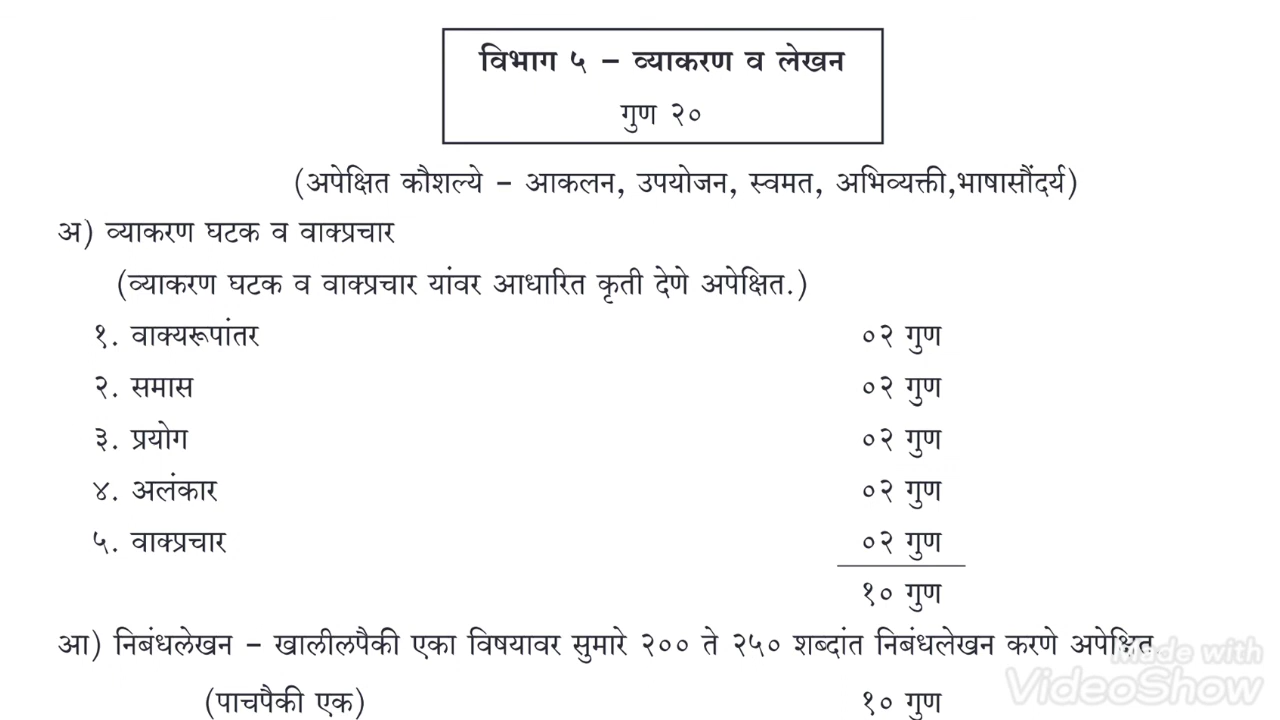 विभाग ५ – व्याकरण व लेखन
गुण २०
(अपेक्षित कौशल्ये – आकलन, उपयोजन, स्वमत, अभिव्यक्ती,भाषासौंदर्य)
अ) व्याकरण घटक व वाक्प्रचार
(व्याकरण घटक व वाक्प्रचार यांवर आधारित कृती देणे अपेक्षित.)
१. वाक्यरूपांतर ०२ गुण
२. समास ०२ गुण
३. प्रयोग ०२ गुण
४. अलंकार ०२ गुण
५. वाक्प्रचार ०२ गुण
१० गुण
आ) निबंधलेखन – खालीलपैकी एका विषयावर सुमारे २०० ते २५० शब्दांत निबंधलेखन करणे अपेक्षित.
(पाचपैकी एक) १० गुण
Made with
VideoShow